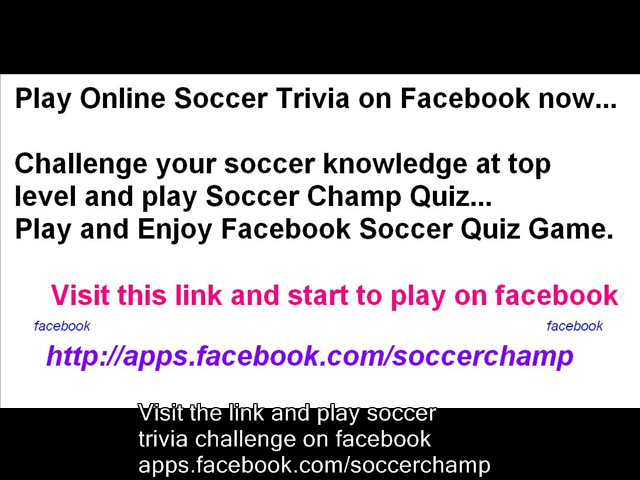 Play Online Soccer Trivia on Facebook now...
Challenge your soccer knowledge at top
level and play Soccer Champ Quiz...
Play and Enjoy Facebook Soccer Quiz Game.
Visit this link and start to play on facebook
facebook facebook
http://apps.facebook.com/soccerchamp
Visit the link and play soccer
trivia challenge on facebook
apps.facebook.com/soccerchamp